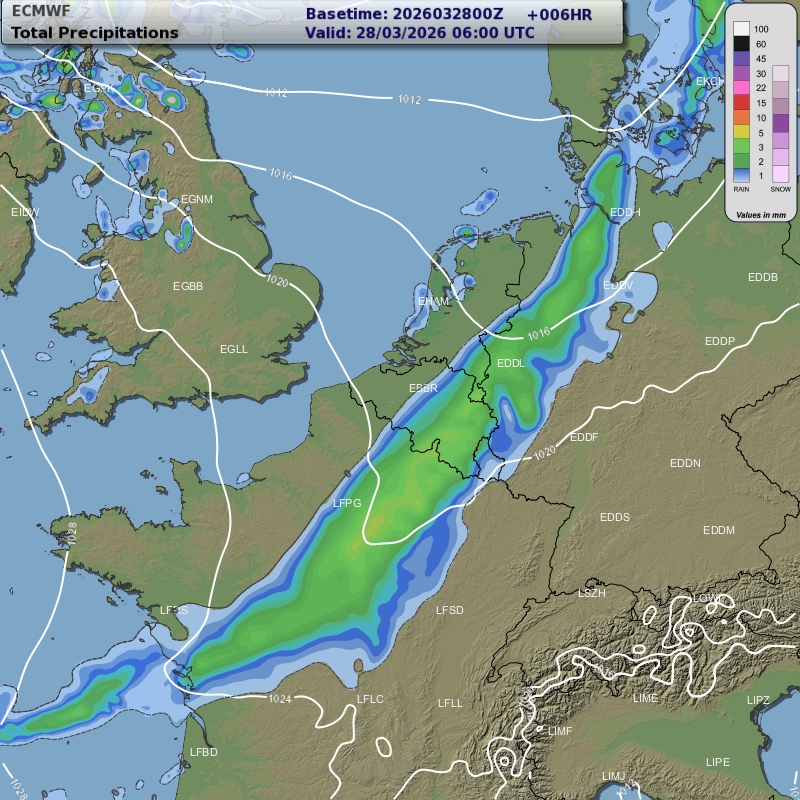 ECMWF
Basetime: 2026032800Z +006HR
Total Precipitations
Valid: 28/03/2026 06:00 UTC
100
60
45
30
22
15
10
5
3
2
1
RAIN
SNOW
Values in mm
EKCH
1012
1012
1016
EGNM
EIDW
EDDH
EDDB
1020
EGBB
EDDV
EHAM
1016
EDDP
EGLL
EDDL
EBBR
EDDF
1020
EDDN
LFPG
EDDS
EDDM
1028
LSZH
LOWI
LFRS
LFSD
1024
LFLC
LFLL
LIME
LIPZ
LIMF
LFBD
LIPE
LIMJ
1012
1028